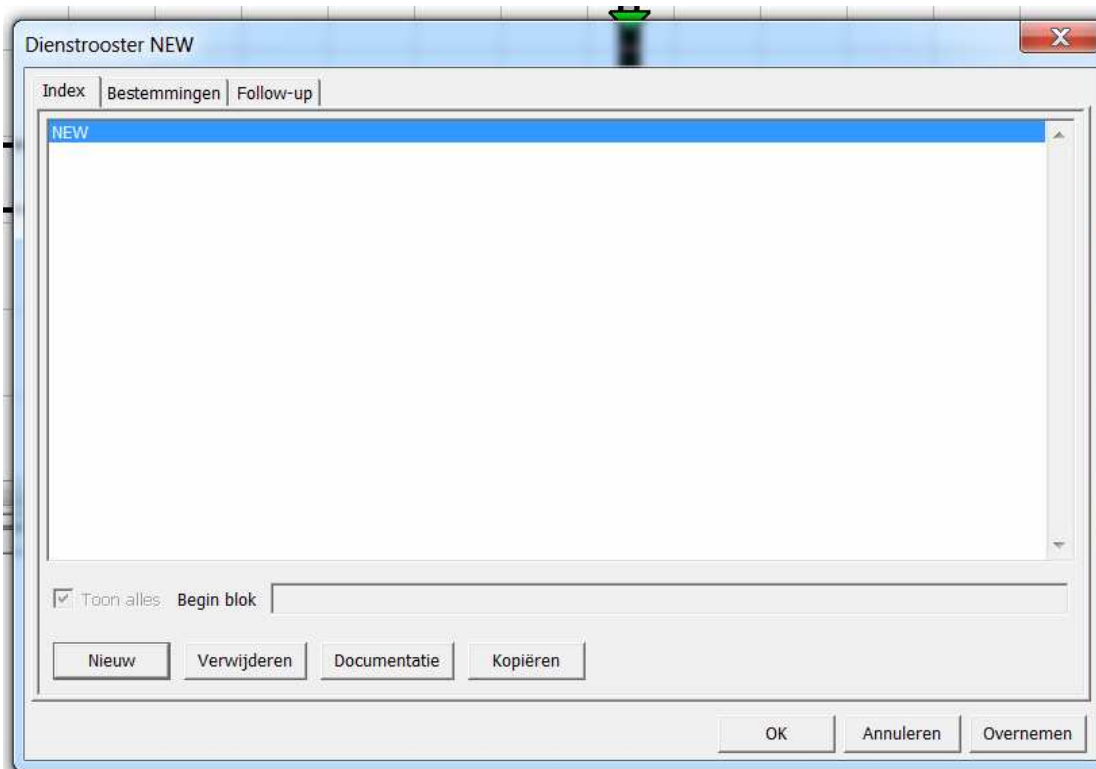 Dienstrooster NEW
X
Index Bestemmingen Follow-up
NEW
Toon alles Begin blok
Nieuw Verwijderen Documentatie Kopiëren
OK Annuleren Overnemen